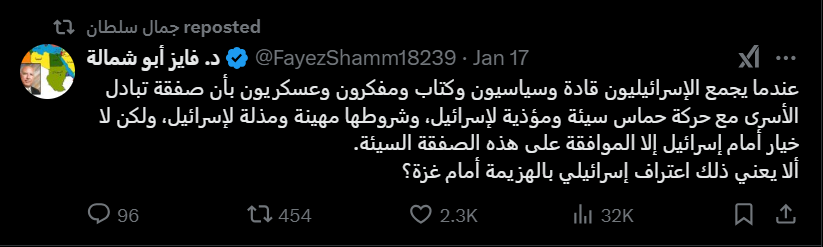 جمال سلطان reposted
د. فايز أبو شمالة @FayezShamm18239 · Jan 17
عندما يجمع الإسرائيليون قادة وسياسيون وكتاب ومفكرون وعسكريون بأن صفقة تبادل
الأسرى مع حركة حماس سيئة ومؤذية لإسرائيل، وشروطها مهينة ومذلة لإسرائيل، ولكن لا
خيار أمام إسرائيل إلا الموافقة على هذه الصفقة السيئة.
ألا يعني ذلك اعتراف إسرائيلي بالهزيمة أمام غزة؟
96 454 2.3K 32K